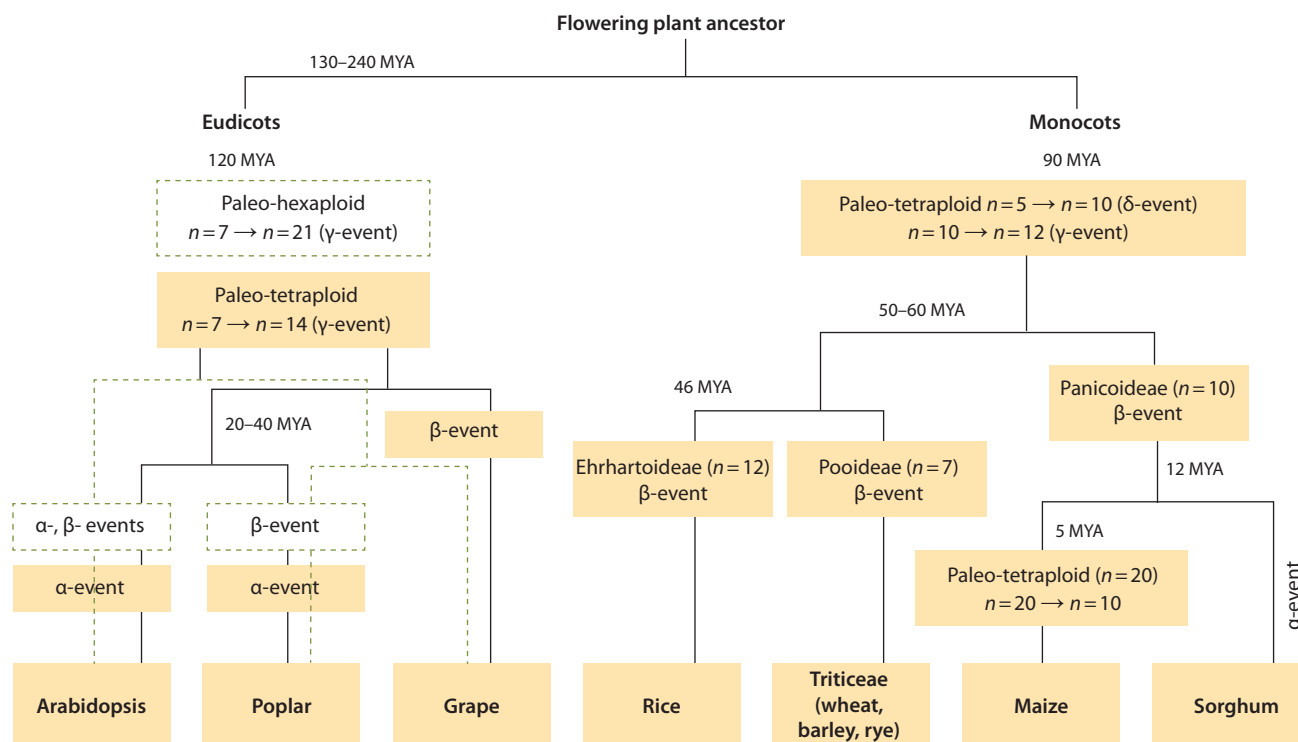 Flowering plant ancestor
130–240 MYA
Eudicots
Monocots
120 MYA
90 MYA
Paleo-hexaploid
n=7 → n=21 (γ-event)
Paleo-tetraploid n=5 → n=10 (δ-event)
n=10 → n=12 (γ-event)
Paleo-tetraploid
n=7 → n=14 (γ-event)
50–60 MYA
46 MYA
Panicoideae (n=10)
β-event
20–40 MYA
β-event
Ehrhartoideae (n=12)
β-event
Pooideae (n=7)
β-event
12 MYA
α-, β- events
β-event
5 MYA
α-event
α-event
Paleo-tetraploid (n=20)
n=20 → n=10
α-event
Arabidopsis
Poplar
Grape
Rice
Triticeae
(wheat,
barley, rye)
Maize
Sorghum